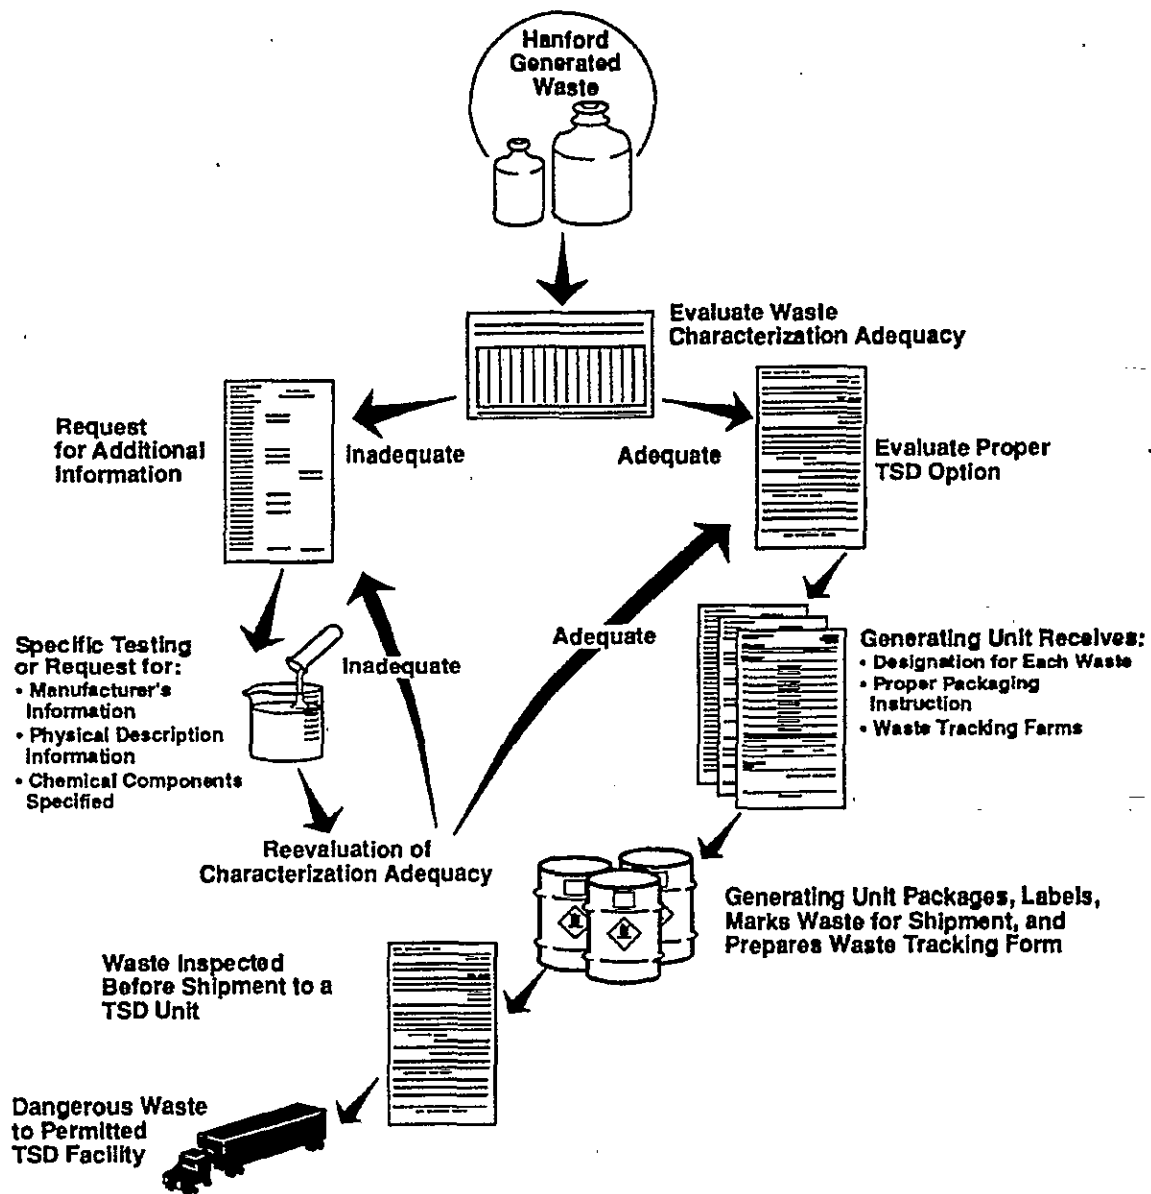 Hanford
Generated
Waste
Evaluate Waste
Characterization Adequacy
Request
for Additional
Information
Inadequate
Adequate
Evaluate Proper
TSD Option
Specific Testing
or Request for:
• Manufacturer's
Information
• Physical Description
Information
• Chemical Components
Specified
Inadequate
Adequate
Generating Unit Receives:
• Designation for Each Waste
• Proper Packaging
Instruction
• Waste Tracking Farms
Reevaluation of
Characterization Adequacy
Generating Unit Packages, Labels,
Marks Waste for Shipment, and
Prepares Waste Tracking Form
Waste Inspected
Before Shipment to a
TSD Unit
Dangerous Waste
to Permitted
TSD Facility